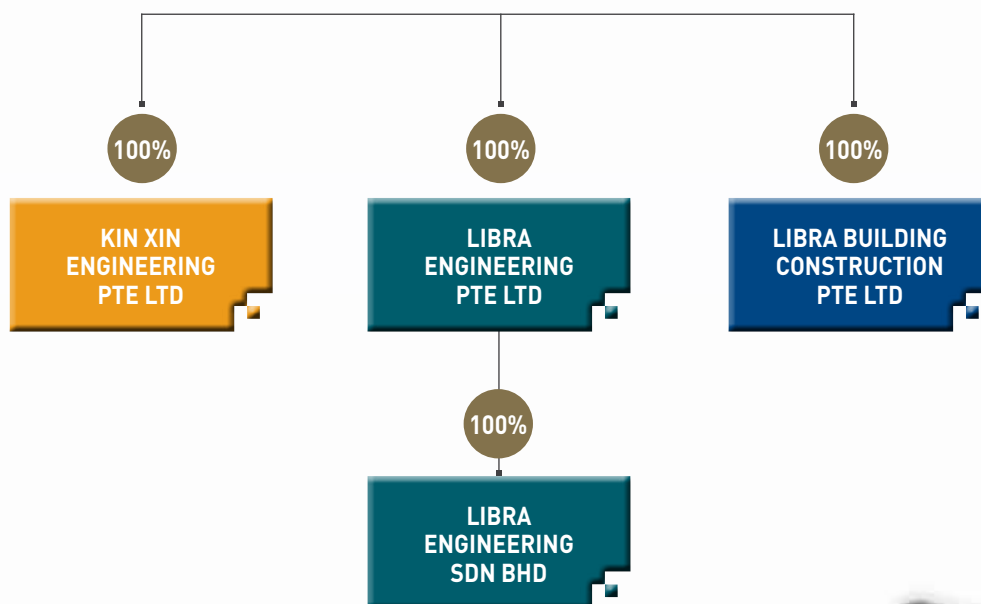 100%
100%
100%
KIN XIN
ENGINEERING
PTE LTD
LIBRA
ENGINEERING
PTE LTD
LIBRA BUILDING
CONSTRUCTION
PTE LTD
100%
LIBRA
ENGINEERING
SDN BHD